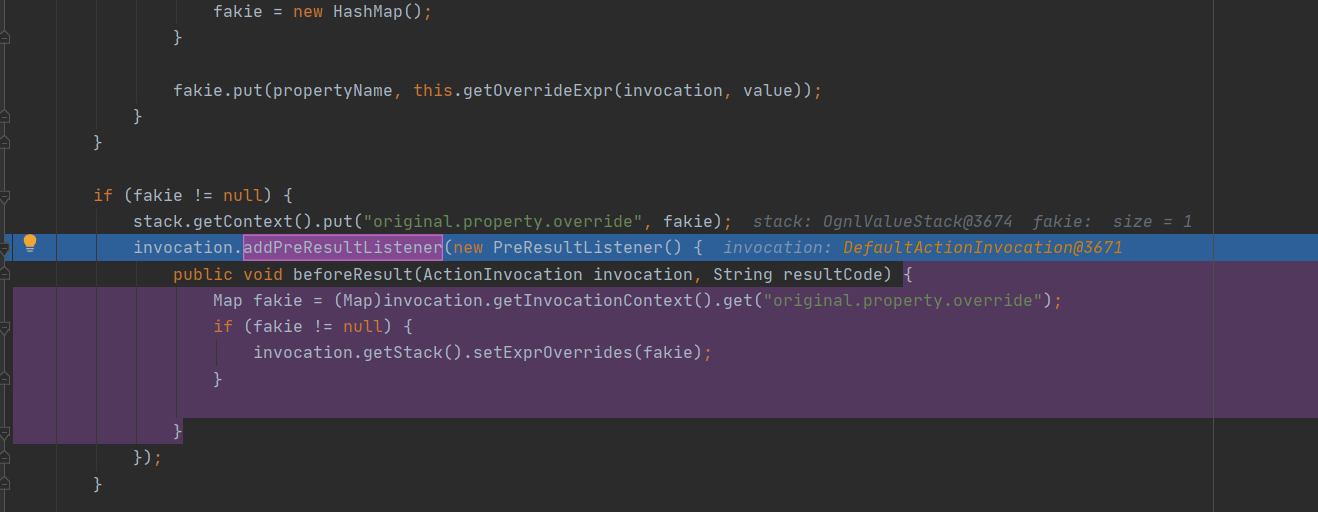 fakie = new HashMap();
}
fakie.put(propertyName, this.getOverrideExpr(invocation, value));
}
}
if (fakie != null) {
stack.getContext().put("original.property.override", fakie);  stack: OgnlValueStack@3674  fakie:  size = 1
invocation.addPreResultListener(new PreResultListener() {  invocation: DefaultActionInvocation@3671
public void beforeResult(ActionInvocation invocation, String resultCode) {
Map fakie = (Map)invocation.getInvocationContext().get("original.property.override");
if (fakie != null) {
invocation.getStack().setExprOverrides(fakie);
}
}
});
}